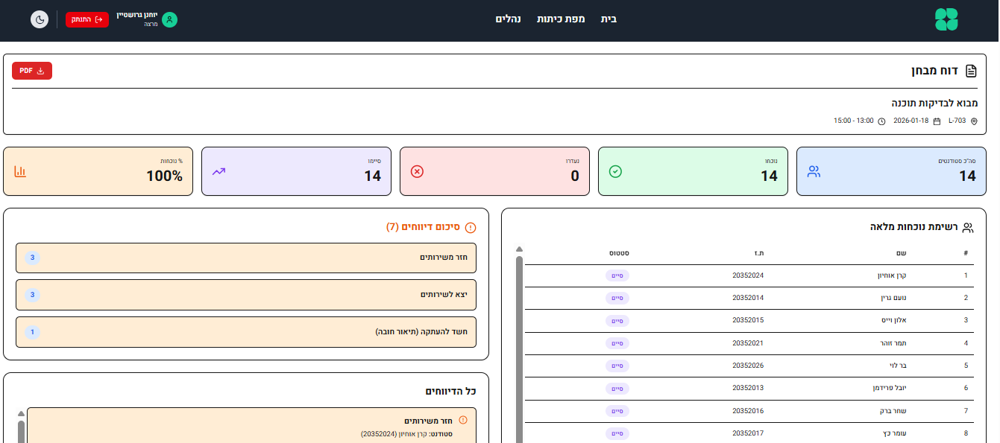 בית
מפת כיתות
נהלים
יוחנן גרושטיין
מרצה
התנתק
דוח מבחן
PDF
מבוא לבדיקות תוכנה
L-703 2026-01-18 15:00 - 13:00
סה"כ סטודנטים
14
נוכחו
14
נעדרו
0
סיימו
14
% נוכחות
100%
רשימת נוכחות מלאה
# שם ת.ז סטטוס
1 קרן אוחיון 20352024 סיים
2 נועם גרין 20352014 סיים
3 אלון וייס 20352015 סיים
4 תמר זוהר 20352021 סיים
5 בר לוי 20352026 סיים
6 יובל פרידמן 20352013 סיים
7 שחר ברק 20352016 סיים
8 עומר כץ 20352017 סיים
סיכום דיווחים (7)
חזר משירותים 3
יצא לשירותים 3
חשד להעתקה (תיאור חובה) 1
כל הדיווחים
חזר משירותים
סטודנט: קרן אוחיון (20352024)